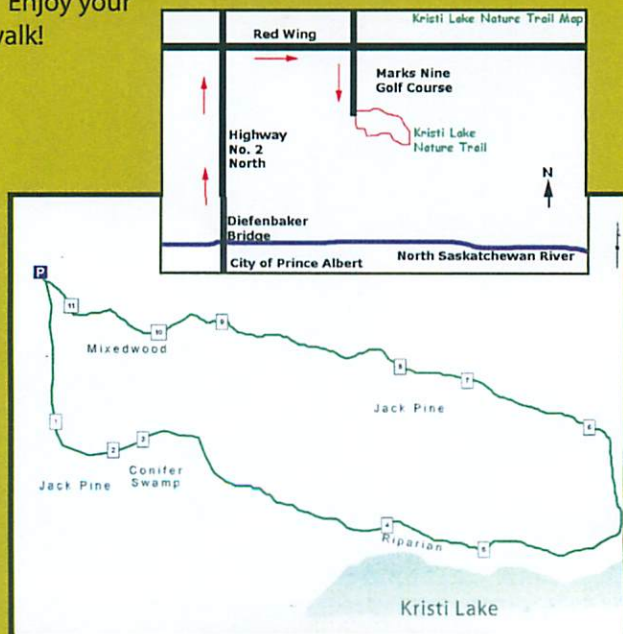 Enjoy your
walk!
Kristi Lake Nature Trail Map
Red Wing
Marks Nine
Golf Course
Kristi Lake
Nature Trail
Highway
No. 2
North
N
Diefenbaker
Bridge
City of Prince Albert
North Saskatchewan River
P
11
10
9
Mixedwood
8
7
Jack Pine
6
1
2
3
Jack Pine
Conifer
Swamp
4
Riparian
5
Kristi Lake